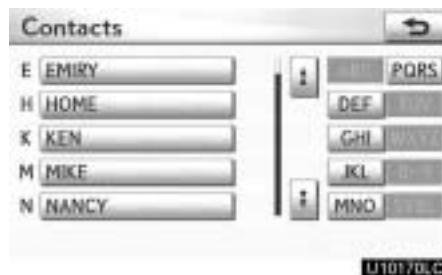 Contacts
E EMIRY
H HOME
K KEN
M MIKE
N NANCY
PQRS
DEF
GHI
JKL
MNO
U10170LC